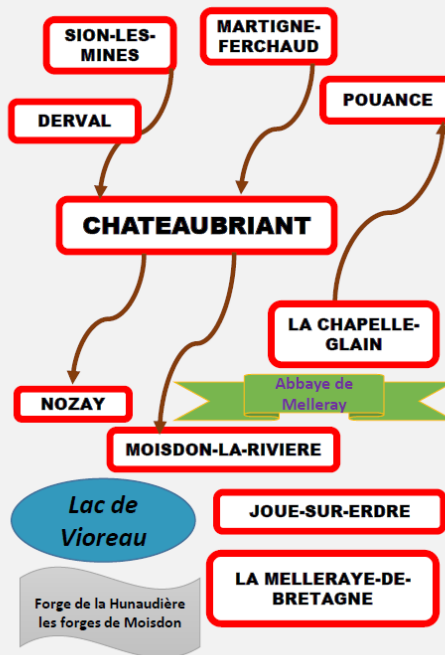 SION-LES-
MINES
MARTIGNE-
FERCHAUD
POUANCE
DERVAL
CHATEAUBRIANT
LA CHAPELLE-
GLAIN
NOZAY
Abbaye de
Melleray
MOISDON-LA-RIVIERE
Lac de
Vioreau
JOUE-SUR-ERDRE
LA MELLERAYE-DE-
BRETAGNE
Forge de la Hunaudière
les forges de Moisdon